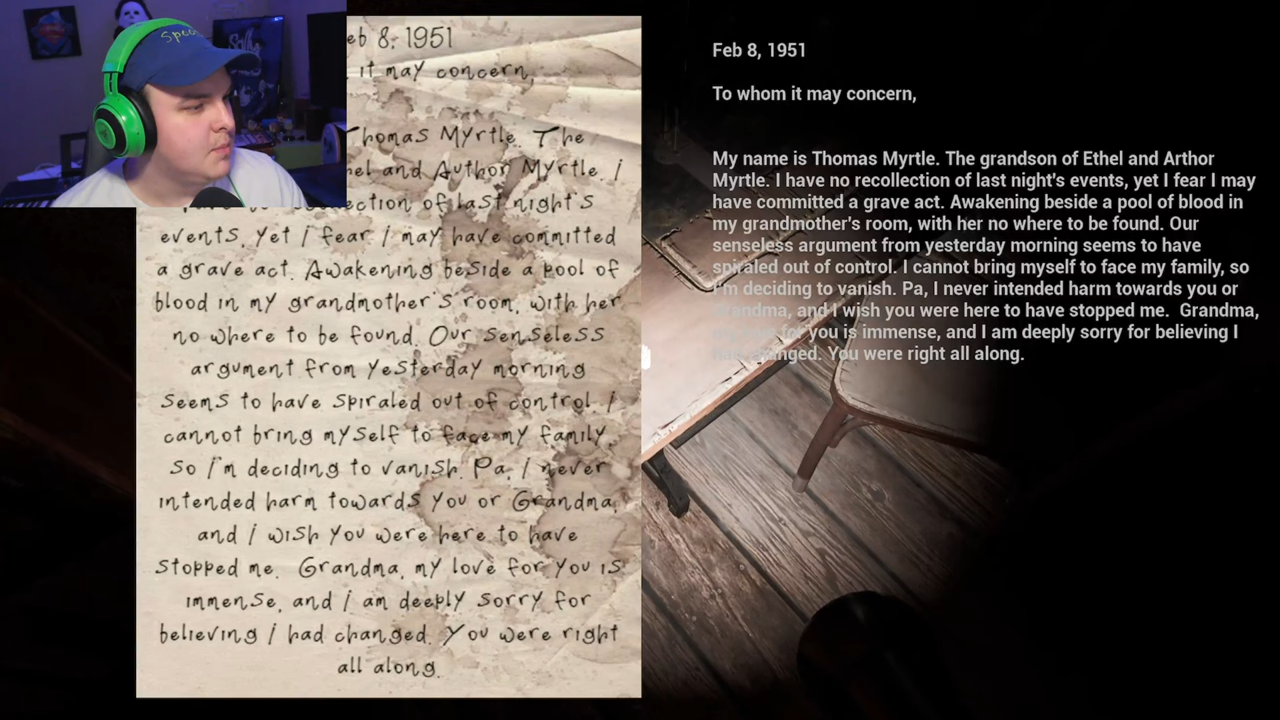 Spoo
eb 8, 1951
it may concern,
Thomas Myrtle. The
hel and Author Myrtle. I
ection of last night's
events, yet I fear I may have committed
a grave act. Awakening beside a pool of
blood in my grandmother's room, with her
no where to be found. Our senseless
argument from yesterday morning
seems to have spiraled out of control. I
cannot bring myself to face my family,
so I'm deciding to vanish. Pa, I never
intended harm towards you or Grandma,
and I wish you were here to have
stopped me. Grandma, my love for you is
immense, and I am deeply sorry for
believing I had changed. You were right
all along.
Feb 8, 1951
To whom it may concern,
My name is Thomas Myrtle. The grandson of Ethel and Arthor
Myrtle. I have no recollection of last night's events, yet I fear I may
have committed a grave act. Awakening beside a pool of blood in
my grandmother's room, with her no where to be found. Our
senseless argument from yesterday morning seems to have
spiraled out of control. I cannot bring myself to face my family, so
I'm deciding to vanish. Pa, I never intended harm towards you or
Grandma, and I wish you were here to have stopped me. Grandma,
my love for you is immense, and I am deeply sorry for believing I
had changed. You were right all along.